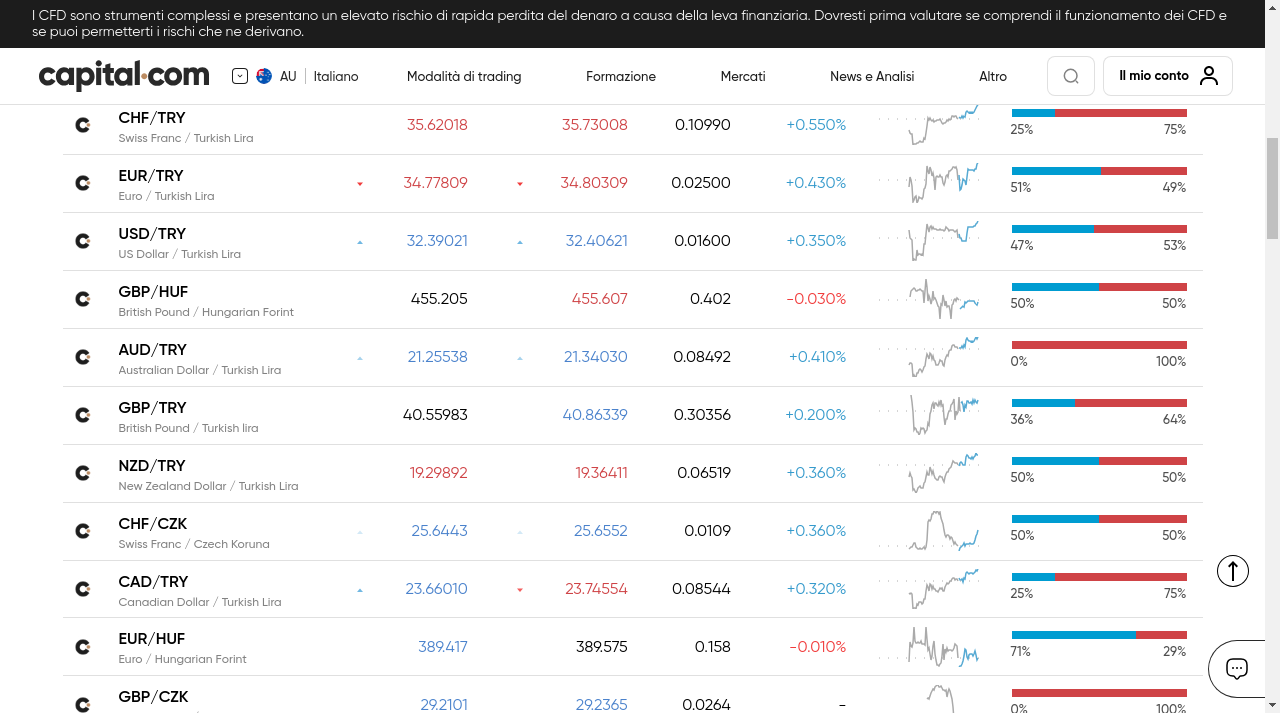 I CFD sono strumenti complessi e presentano un elevato rischio di rapida perdita del denaro a causa della leva finanziaria. Dovresti prima valutare se comprendi il funzionamento dei CFD e
se puoi permetterti i rischi che ne derivano.
capital.com AU Italiano Modalità di trading Formazione Mercati News e Analisi Altro Il mio conto
CHF/TRY 35.62018 35.73008 0.10990 +0.550%
Swiss Franc / Turkish Lira 25% 75%
EUR/TRY 34.77809 34.80309 0.02500 +0.430%
Euro / Turkish Lira 51% 49%
USD/TRY 32.39021 32.40621 0.01600 +0.350%
US Dollar / Turkish Lira 47% 53%
GBP/HUF 455.205 455.607 0.402 -0.030%
British Pound / Hungarian Forint 50% 50%
AUD/TRY 21.25538 21.34030 0.08492 +0.410%
Australian Dollar / Turkish Lira 0% 100%
GBP/TRY 40.55983 40.86339 0.30356 +0.200%
British Pound / Turkish lira 36% 64%
NZD/TRY 19.29892 19.36411 0.06519 +0.360%
New Zealand Dollar / Turkish Lira 50% 50%
CHF/CZK 25.6443 25.6552 0.0109 +0.360%
Swiss Franc / Czech Koruna 50% 50%
CAD/TRY 23.66010 23.74554 0.08544 +0.320%
Canadian Dollar / Turkish Lira 25% 75%
EUR/HUF 389.417 389.575 0.158 -0.010%
Euro / Hungarian Forint 71% 29%
GBP/CZK 29.2101 29.2365 0.0264 -
0% 100%